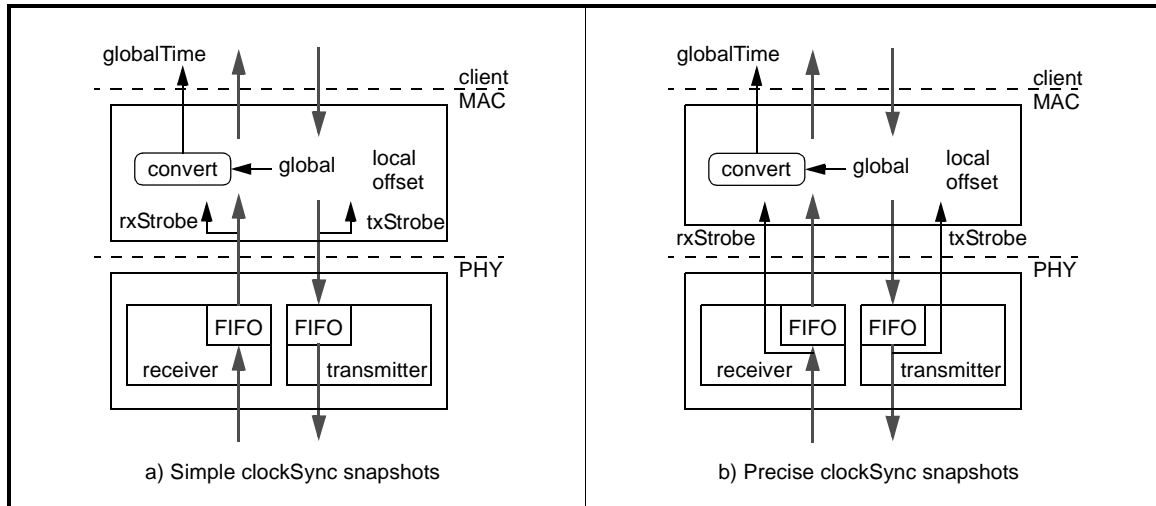 globalTime
client
MAC
convert
global
local
offset
rxStrobe
txStrobe
PHY
FIFO
FIFO
receiver
transmitter
a) Simple clockSync snapshots
globalTime
client
MAC
convert
global
local
offset
rxStrobe
txStrobe
PHY
FIFO
FIFO
receiver
transmitter
b) Precise clockSync snapshots